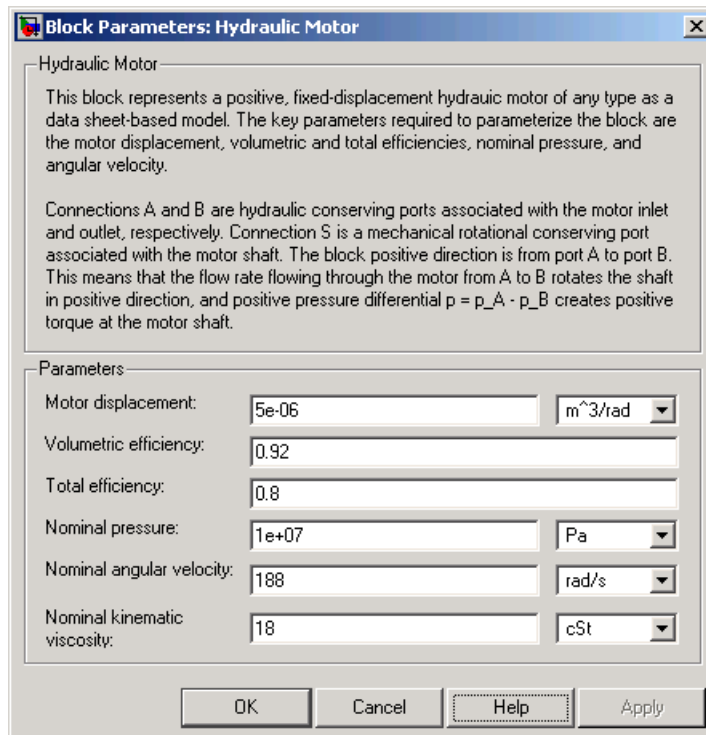 Block Parameters: Hydraulic Motor
Hydraulic Motor
This block represents a positive, fixed-displacement hydrauic motor of any type as a
data sheet-based model. The key parameters required to parameterize the block are
the motor displacement, volumetric and total efficiencies, nominal pressure, and
angular velocity.
Connections A and B are hydraulic conserving ports associated with the motor inlet
and outlet, respectively. Connection S is a mechanical rotational conserving port
associated with the motor shaft. The block positive direction is from port A to port B.
This means that the flow rate flowing through the motor from A to B rotates the shaft
in positive direction, and positive pressure differential p = p_A - p_B creates positive
torque at the motor shaft.
Parameters
Motor displacement: 5e-06 m^3/rad
Volumetric efficiency: 0.92
Total efficiency: 0.8
Nominal pressure: 1e+07 Pa
Nominal angular velocity: 188 rad/s
Nominal kinematic
viscosity: 18 cSt
OK Cancel Help Apply